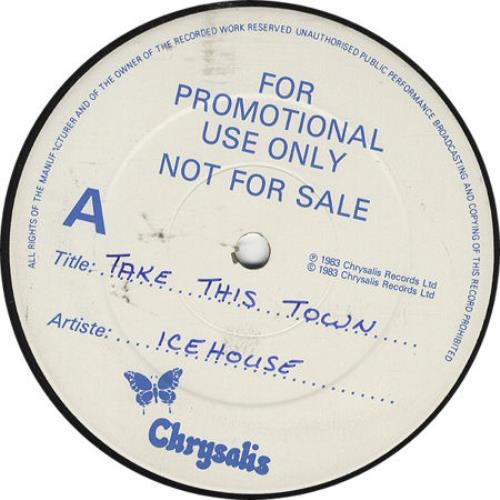 ALL RIGHTS OF THE MANUFACTURER AND OF THE OWNER OF THE RECORDED WORK RESERVED UNAUTHORISED PUBLIC PERFORMANCE BROADCASTING AND COPYING OF THIS RECORD PROHIBITED
FOR
PROMOTIONAL
USE ONLY
NOT FOR SALE
A
℗ 1983 Chrysalis Records Ltd
© 1983 Chrysalis Records Ltd
Title: TAKE THIS TOWN
Artiste: ICEHOUSE
Chrysalis